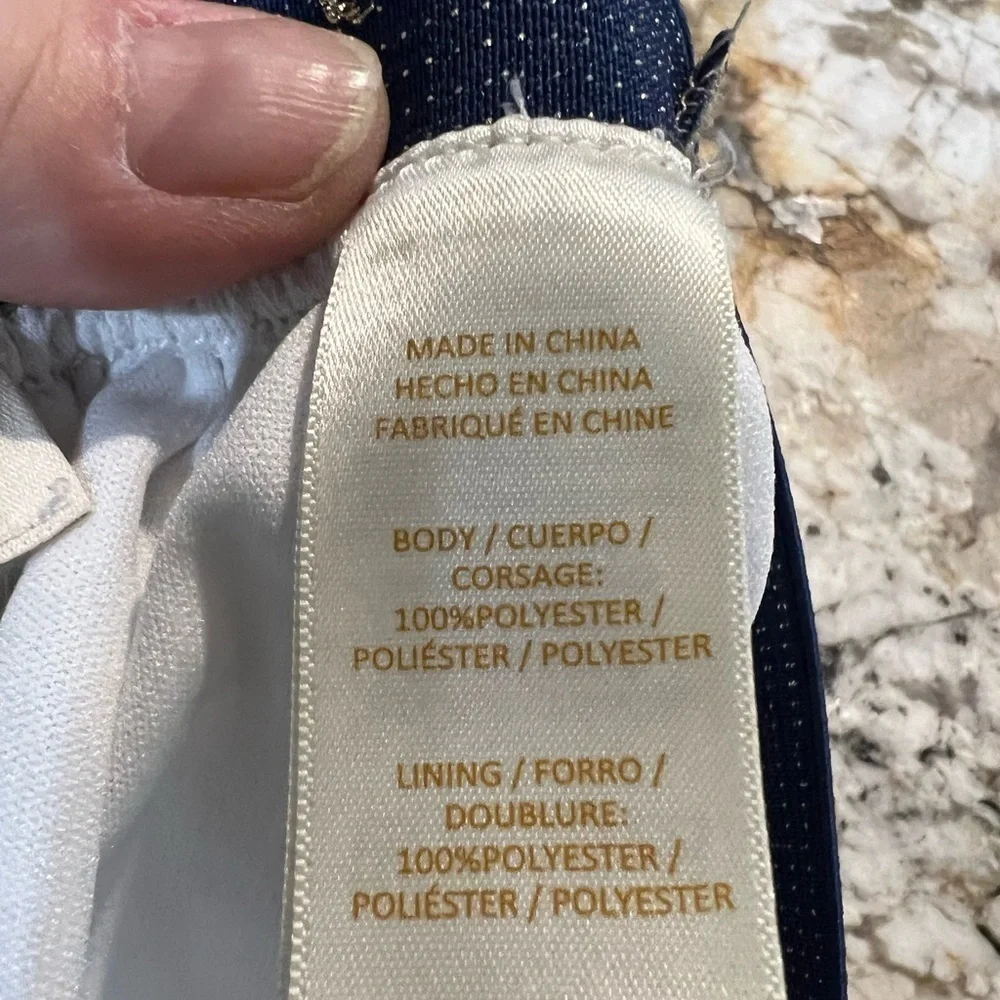 MADE IN CHINA
HECHO EN CHINA
FABRIQUÉ EN CHINE
BODY / CUERPO /
CORSAGE:
100%POLYESTER /
POLIÉSTER / POLYESTER
LINING / FORRO /
DOUBLURE:
100%POLYESTER /
POLIÉSTER / POLYESTER